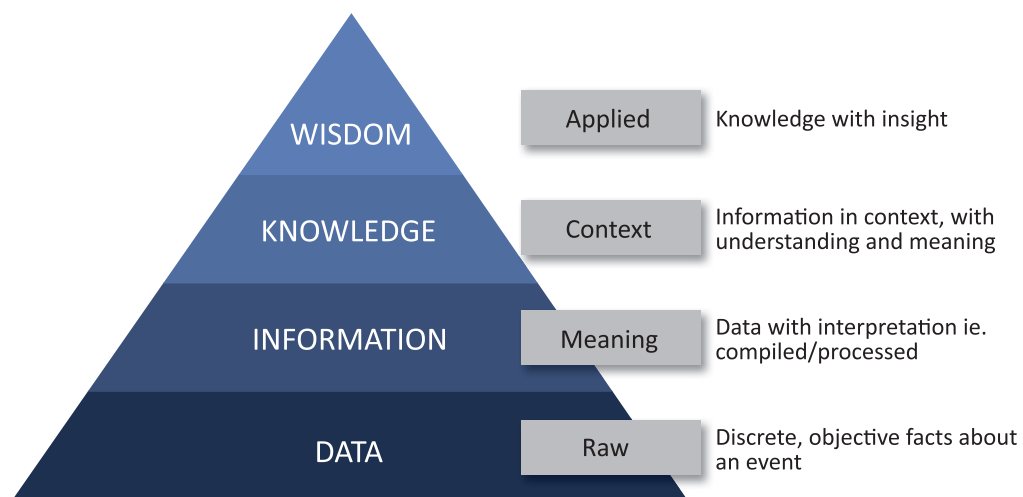 WISDOM
Applied
Knowledge with insight
KNOWLEDGE
Context
Information in context, with
understanding and meaning
INFORMATION
Meaning
Data with interpretation ie.
compiled/processed
DATA
Raw
Discrete, objective facts about
an event